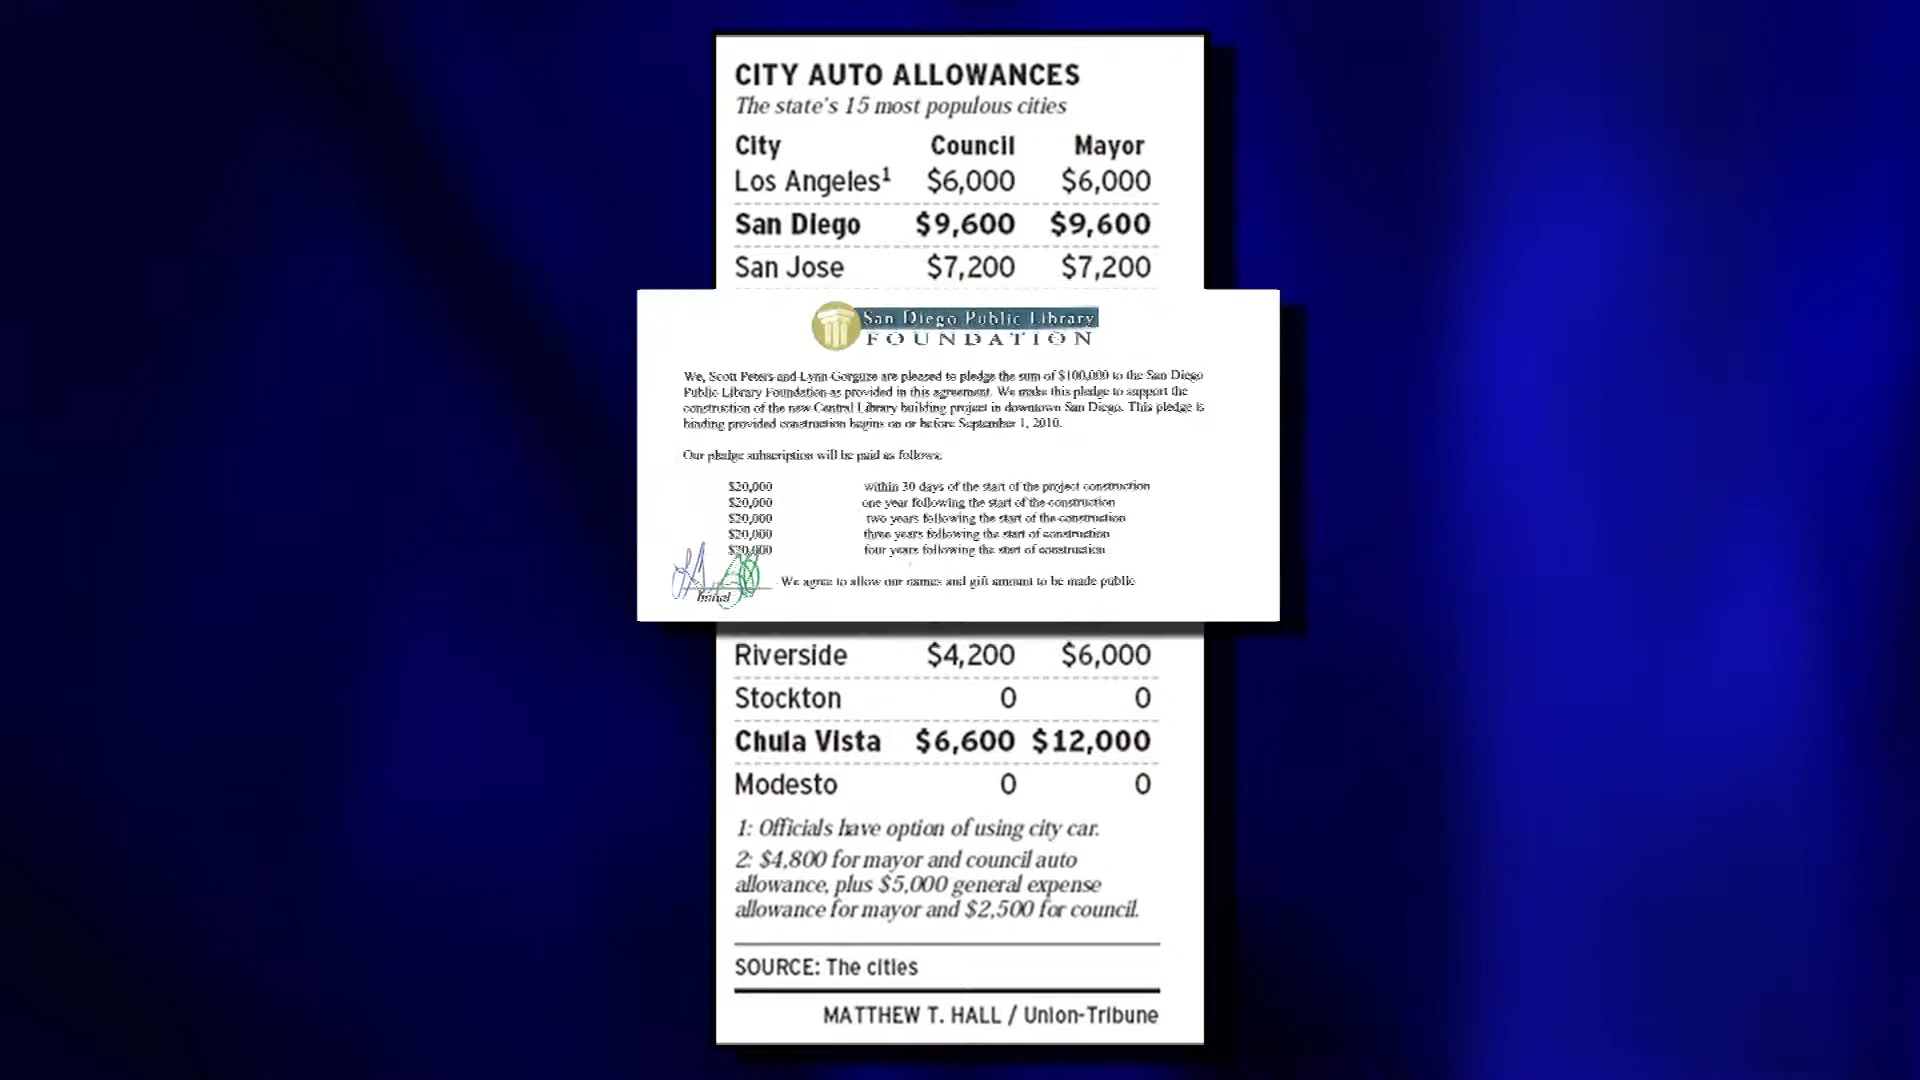 CITY AUTO ALLOWANCES
The state's 15 most populous cities
City Council Mayor
Los Angeles¹ $6,000 $6,000
San Diego $9,600 $9,600
San Jose $7,200 $7,200
San Diego Public Library
FOUNDATION
We, Scott Peters and Lynn Gorguze are pleased to pledge the sum of $100,000 to the San Diego
Public Library Foundation as provided in this agreement. We make this pledge to support the
construction of the new Central Library building project in downtown San Diego. This pledge is
binding provided construction begins on or before September 1, 2010.
Our pledge subscription will be paid as follows:
$20,000 within 30 days of the start of the project construction
$20,000 one year following the start of the construction
$20,000 two years following the start of the construction
$20,000 three years following the start of construction
$20,000 four years following the start of construction
We agree to allow our names and gift amount to be made public
Initial
Riverside $4,200 $6,000
Stockton 0 0
Chula Vista $6,600 $12,000
Modesto 0 0
1: Officials have option of using city car.
2: $4,800 for mayor and council auto
allowance, plus $5,000 general expense
allowance for mayor and $2,500 for council.
SOURCE: The cities
MATTHEW T. HALL / Union-Tribune